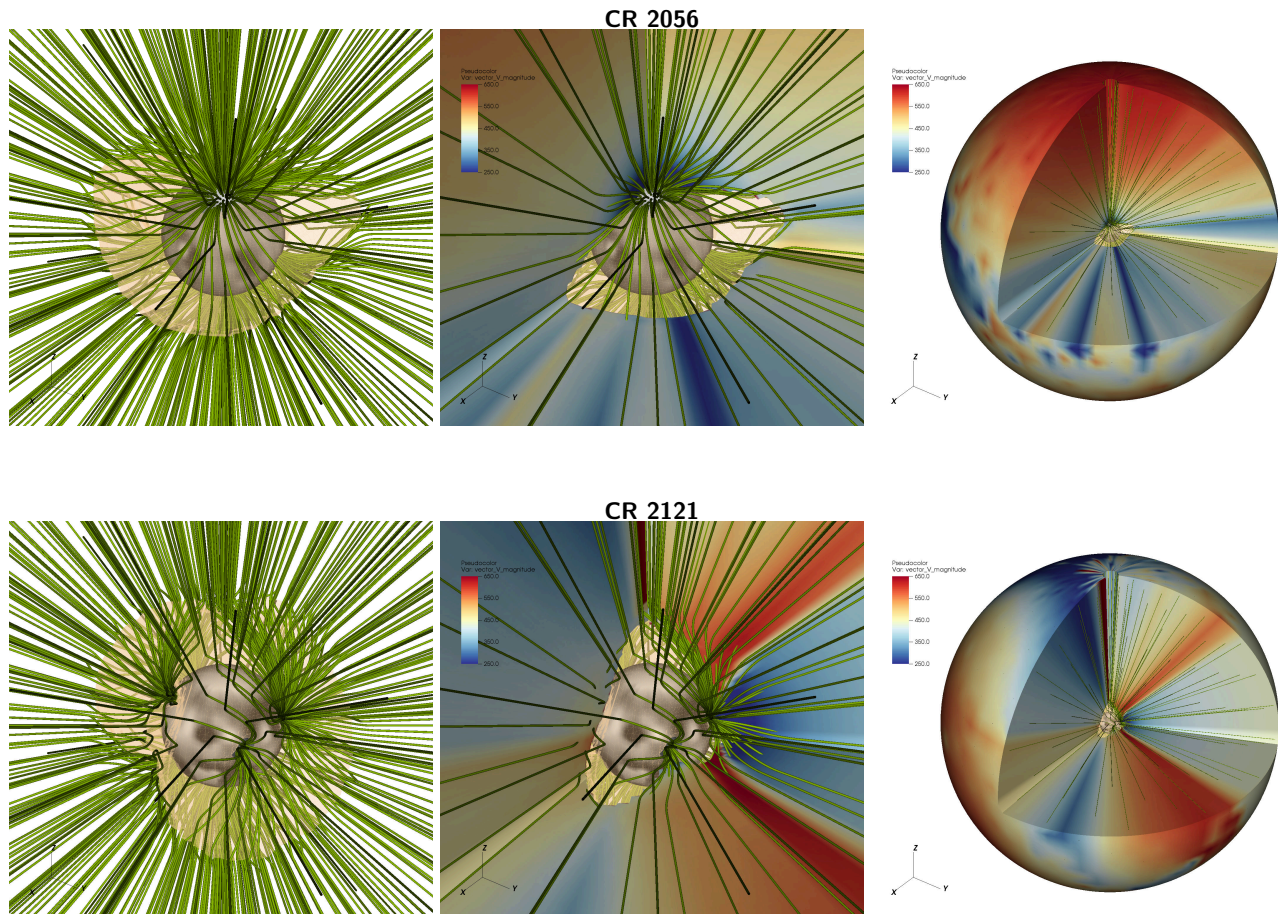 CR 2056
Pseudocolor
Var: vector_V_magnitude
650.0
550.0
450.0
350.0
250.0
Pseudocolor
Var: vector_V_magnitude
650.0
550.0
450.0
350.0
250.0
Z
X
Y
Z
X
Y
Z
X
Y
CR 2121
Pseudocolor
Var: vector_V_magnitude
650.0
550.0
450.0
350.0
250.0
Pseudocolor
Var: vector_V_magnitude
650.0
550.0
450.0
350.0
250.0
Z
X
Y
Z
X
Y
Z
X
Y